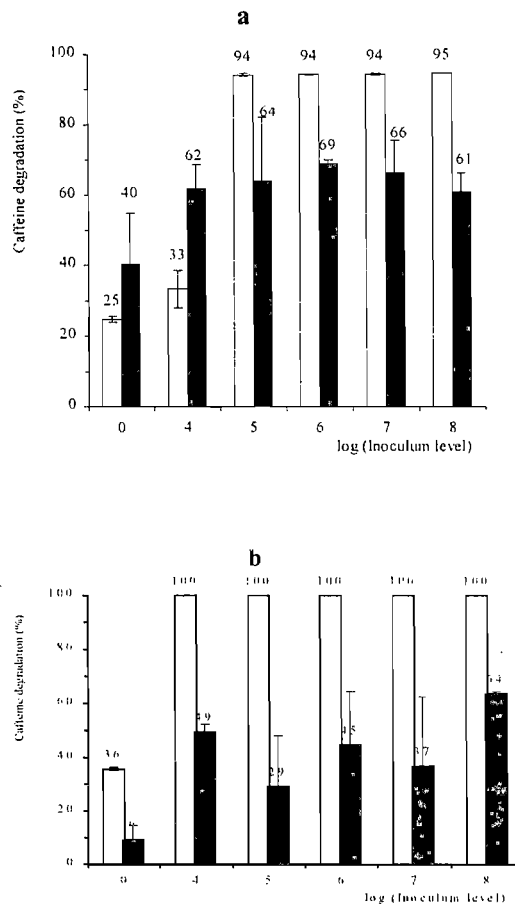 a
94 94 94 95
100
80
60
40
20
0
Caffeine degradation (%)
25 40
33 62
64
69
66
61
0 4 5 6 7 8
log (Inoculum level)
b
100 100 100 100 100
100
80
60
40
20
0
Caffeine degradation (%)
36
49
29
45
37
64
0 4 5 6 7 8
log (Inoculum level)